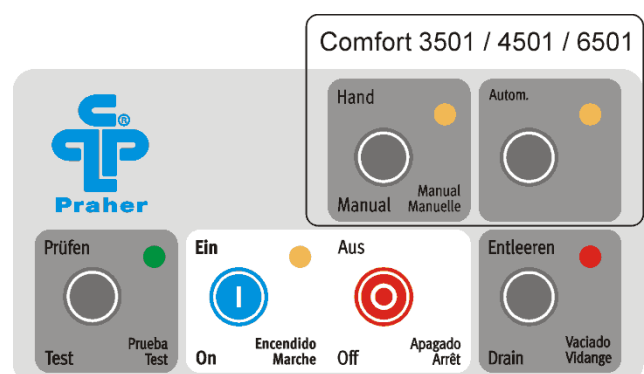 Comfort 3501 / 4501 / 6501
Hand
Manual
Manual
Manuelle
Autom.
®
Praher
Prüfen
Test
Prueba
Test
Ein
On
Encendido
Marche
Aus
Off
Apagado
Arrêt
Entleeren
Drain
Vaciado
Vidange